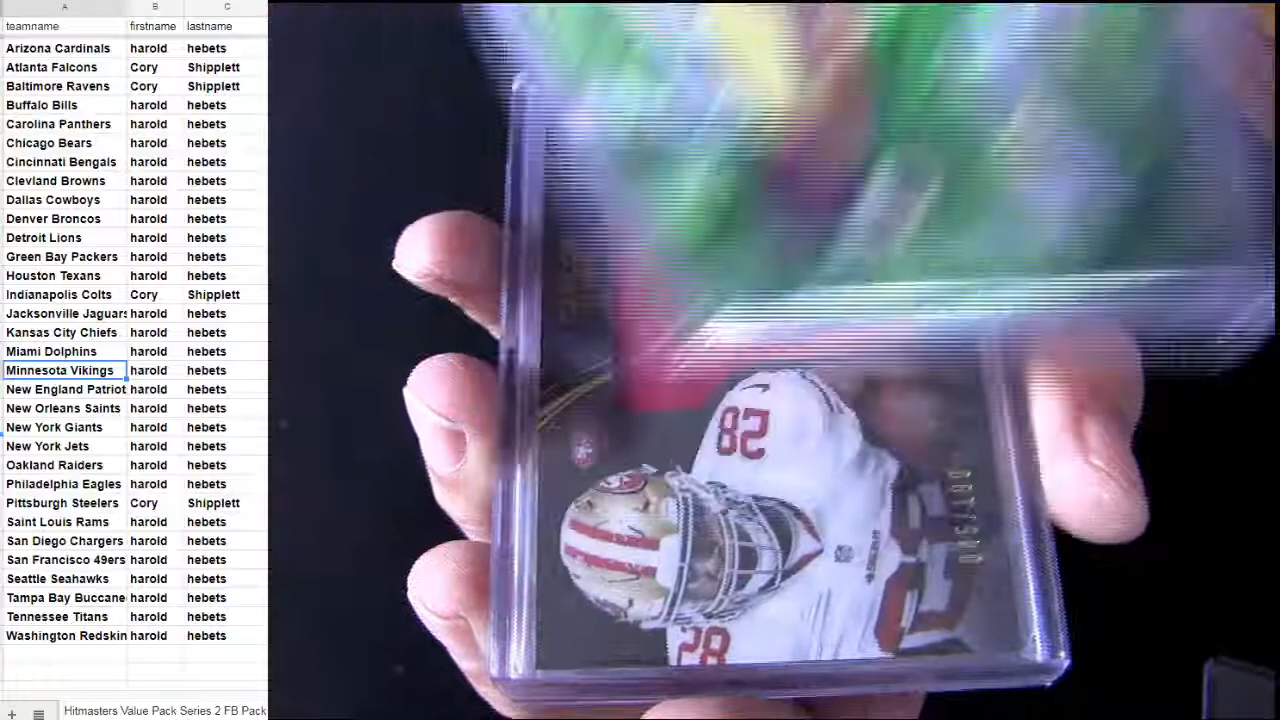 A B C
teamname firstname lastname
Arizona Cardinals harold hebets
Atlanta Falcons Cory Shipplett
Baltimore Ravens Cory Shipplett
Buffalo Bills harold hebets
Carolina Panthers harold hebets
Chicago Bears harold hebets
Cincinnati Bengals harold hebets
Clevland Browns harold hebets
Dallas Cowboys harold hebets
Denver Broncos harold hebets
Detroit Lions harold hebets
Green Bay Packers harold hebets
Houston Texans harold hebets
Indianapolis Colts Cory Shipplett
Jacksonville Jaguars harold hebets
Kansas City Chiefs harold hebets
Miami Dolphins harold hebets
Minnesota Vikings harold hebets
New England Patriot harold hebets
New Orleans Saints harold hebets
New York Giants harold hebets
New York Jets harold hebets
Oakland Raiders harold hebets
Philadelphia Eagles harold hebets
Pittsburgh Steelers Cory Shipplett
Saint Louis Rams harold hebets
San Diego Chargers harold hebets
San Francisco 49ers harold hebets
Seattle Seahawks harold hebets
Tampa Bay Buccane harold hebets
Tennessee Titans harold hebets
Washington Redskin harold hebets
Hitmasters Value Pack Series 2 FB Pack
28
28